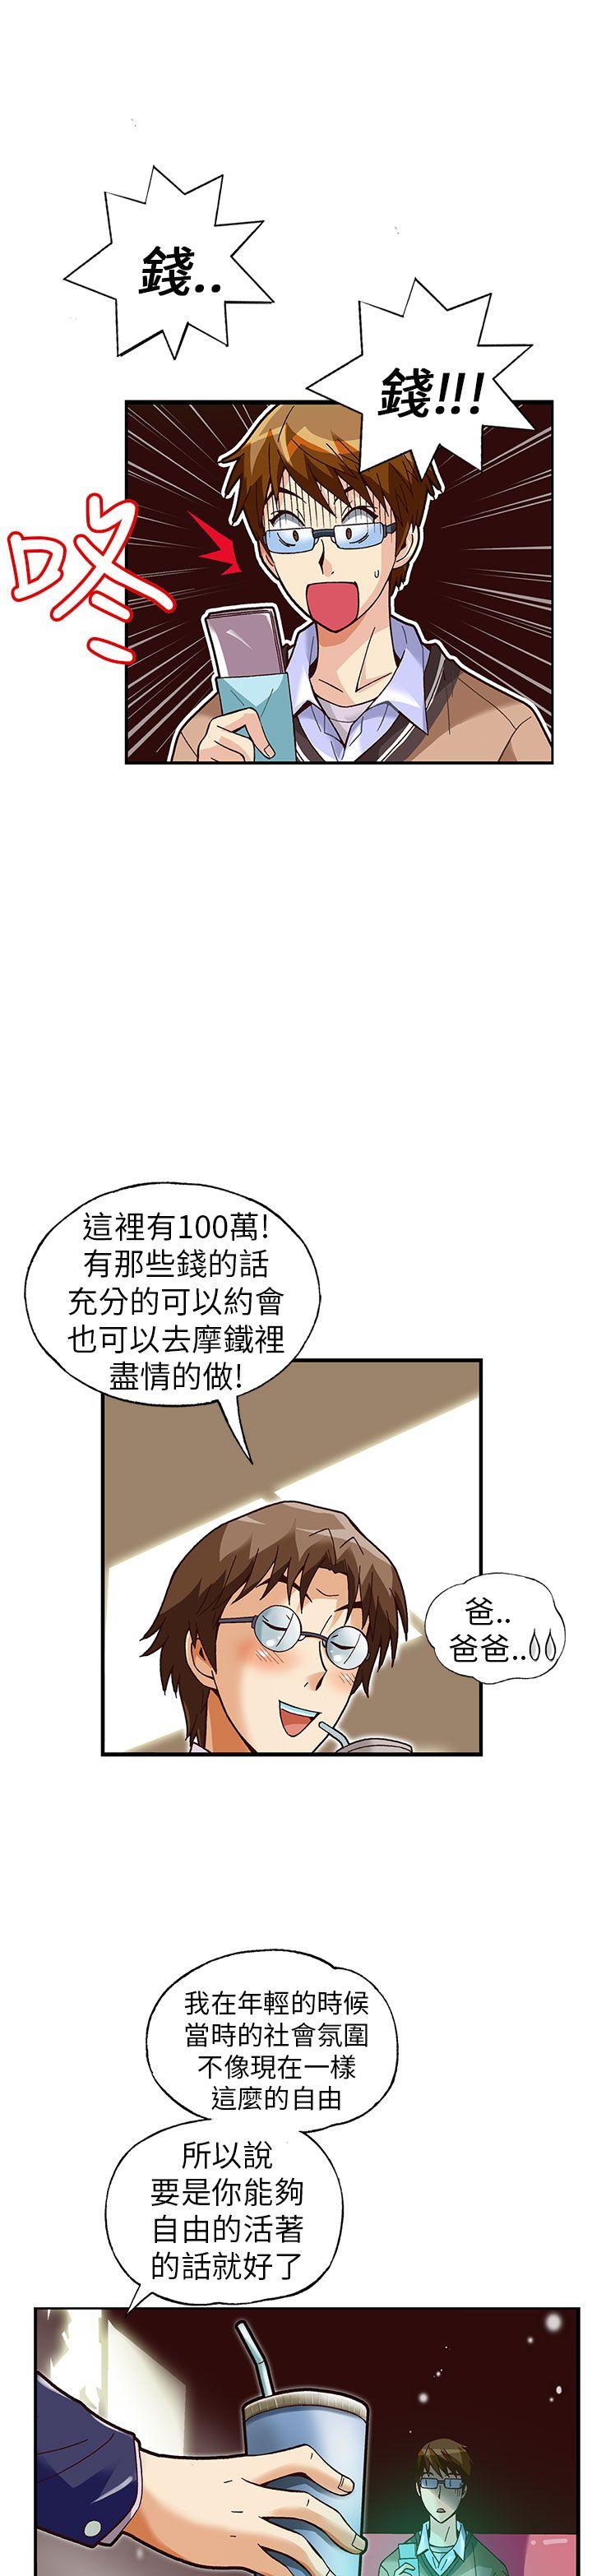 錢..
錢!!!
咚
這裡有100萬!
有那些錢的話
充分的可以約會
也可以去摩鐵裡
盡情的做!
爸..
爸爸..
我在年輕的時候
當時的社會氛圍
不像現在一樣
這麼的自由
所以說
要是你能夠
自由的活著
的話就好了